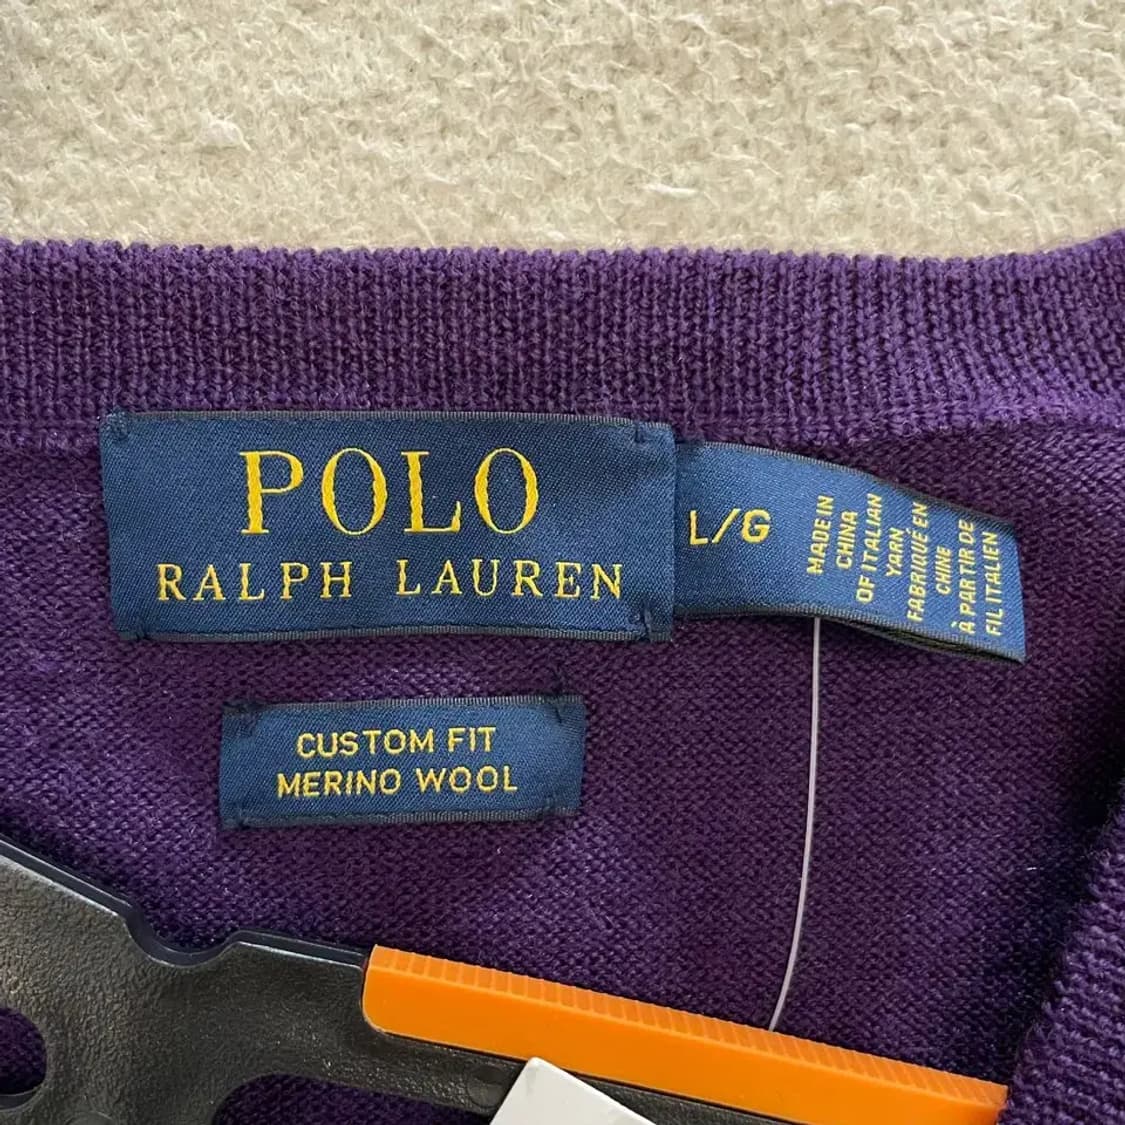 POLO
RALPH LAUREN
L/G
MADE IN
CHINA
OF ITALIAN
YARN
FABRIQUÉ EN
CHINE
À PARTIR DE
FIL ITALIEN
CUSTOM FIT
MERINO WOOL